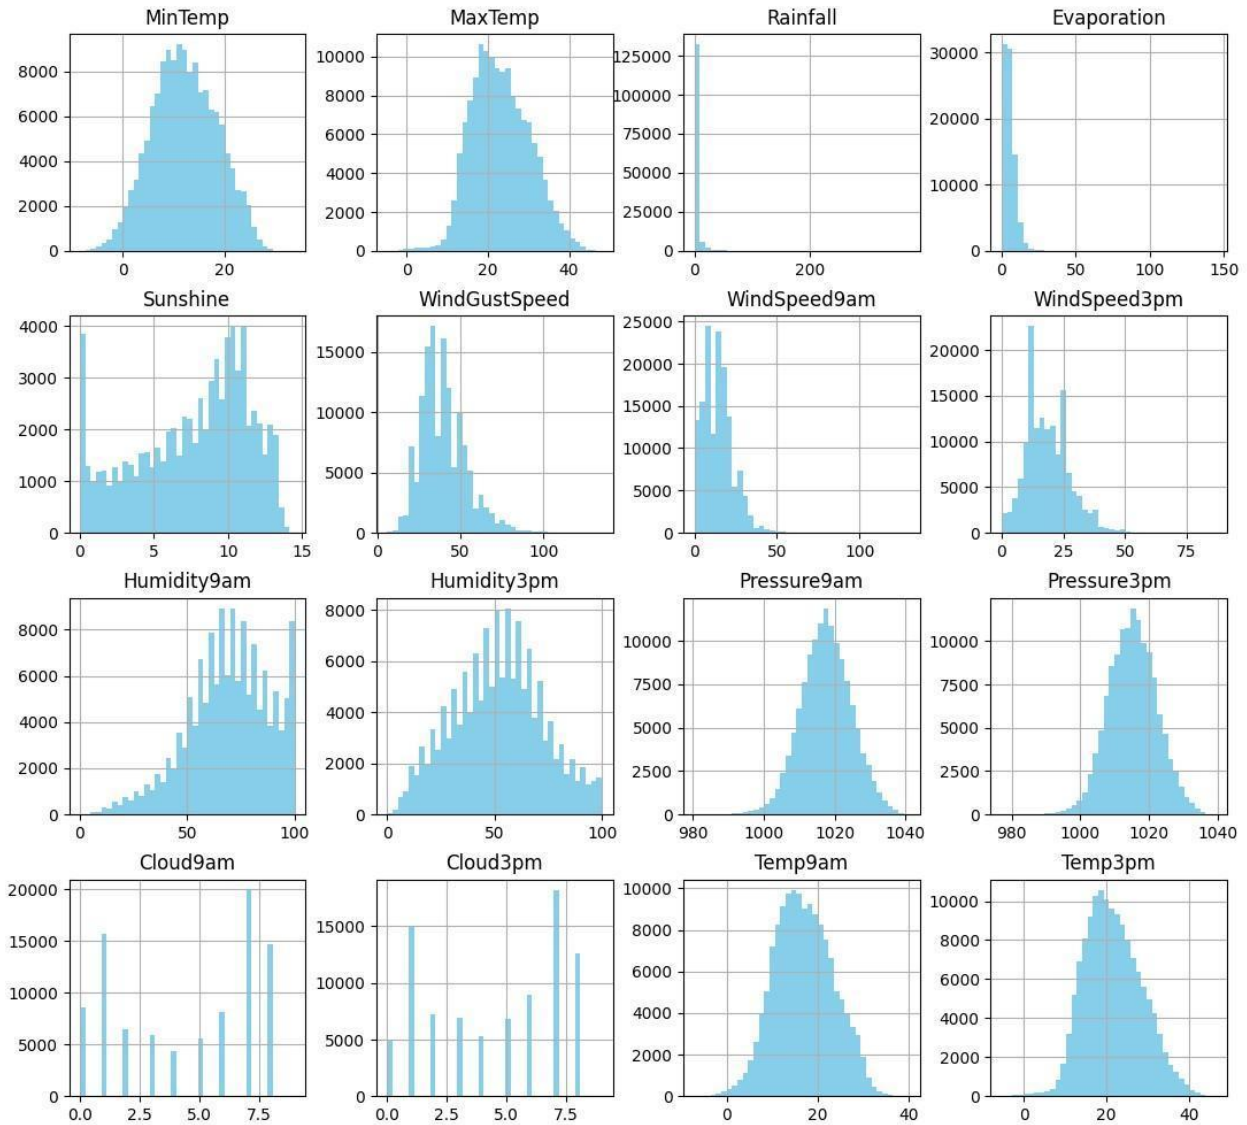 MinTemp MaxTemp Rainfall Evaporation
8000 10000 125000 30000
6000 8000 100000 20000
4000 6000 75000 10000
2000 4000 50000 0
0 2000 25000
0 0
0 20 0 20 40 0 200 0 50 100 150
Sunshine WindGustSpeed WindSpeed9am WindSpeed3pm
4000 15000 25000 20000
3000 10000 20000 15000
2000 5000 15000 10000
1000 0 10000 5000
0 5000 0
0
0 5 10 15 0 50 100 0 50 100 0 25 50 75
Humidity9am Humidity3pm Pressure9am Pressure3pm
8000 8000 10000 10000
6000 6000 7500 7500
4000 4000 5000 5000
2000 2000 2500 2500
0 0 0 0
0 50 100 0 50 100 980 1000 1020 1040 980 1000 1020 1040
Cloud9am Cloud3pm Temp9am Temp3pm
20000 15000 10000 10000
15000 10000 8000 8000
10000 5000 6000 6000
5000 0 4000 4000
0 2000 2000
0 0
0.0 2.5 5.0 7.5 0.0 2.5 5.0 7.5 0 20 40 0 20 40